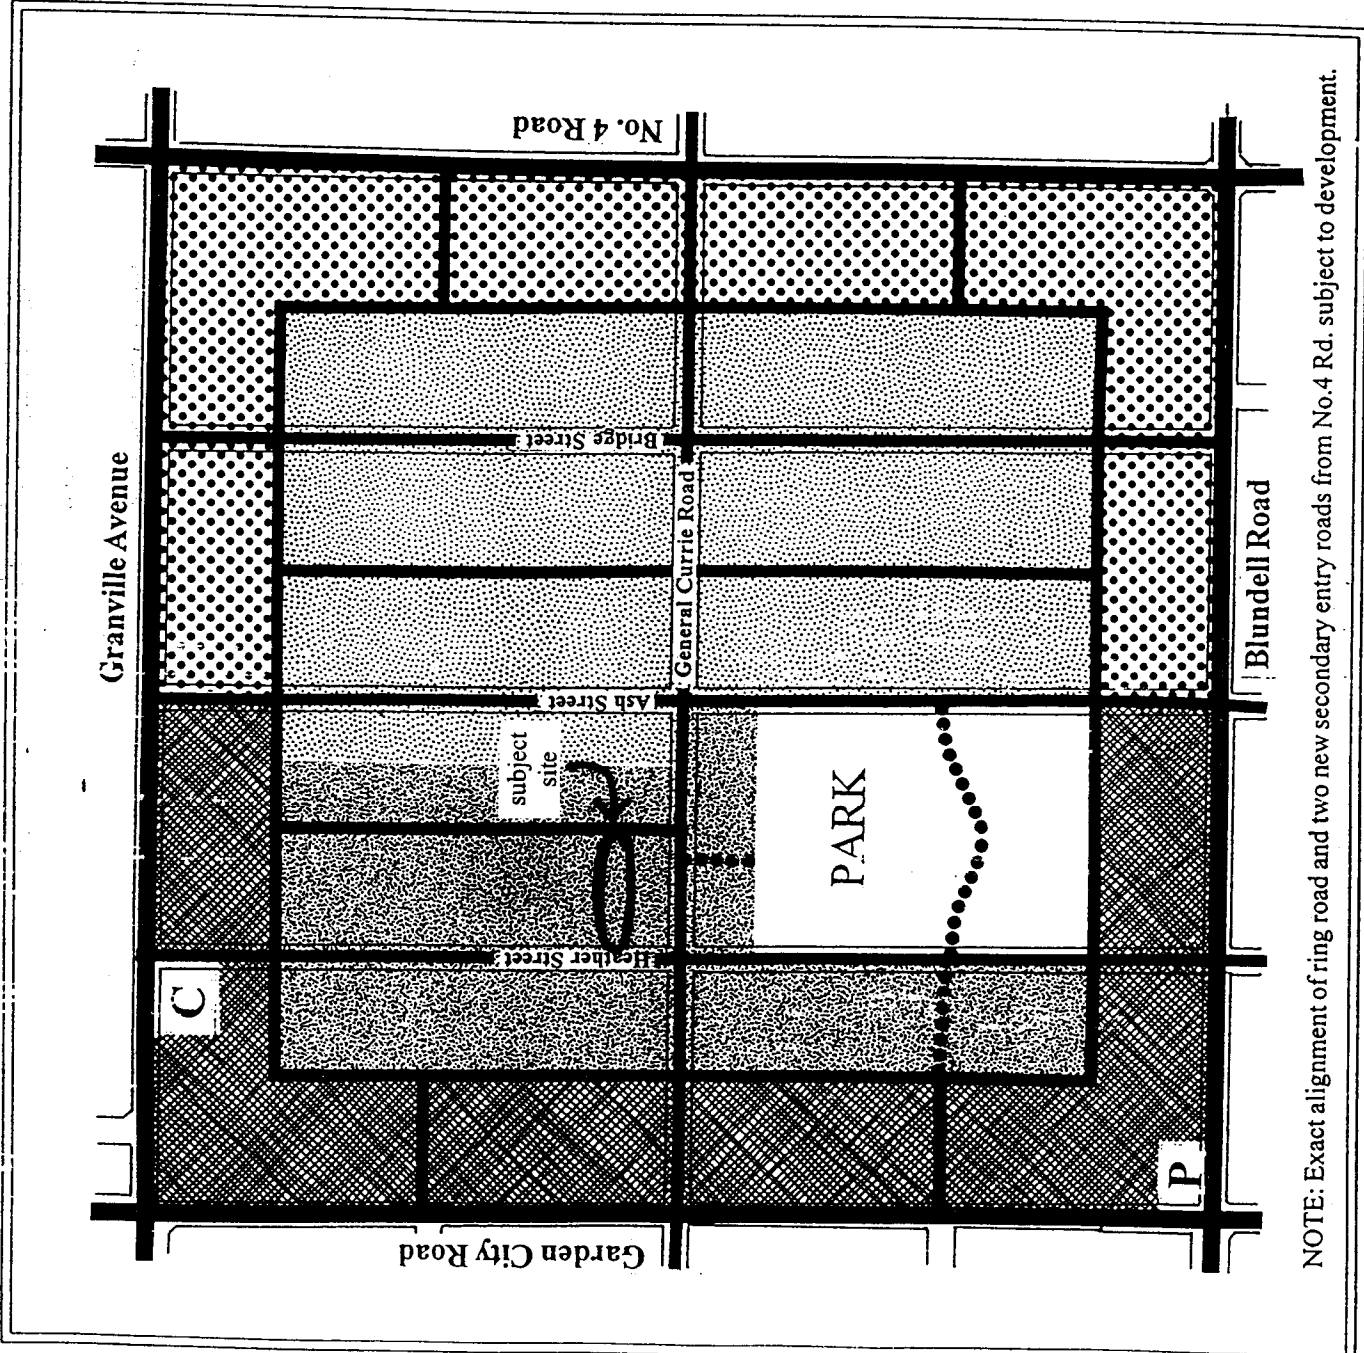 Granville Avenue
No. 4 Road
Bridge Street
General Currie Road
Ash Street
subject
site
Heather Street
PARK
C
P
Garden City Road
Blundell Road
NOTE: Exact alignment of ring road and two new secondary entry roads from No.4 Rd. subject to development.